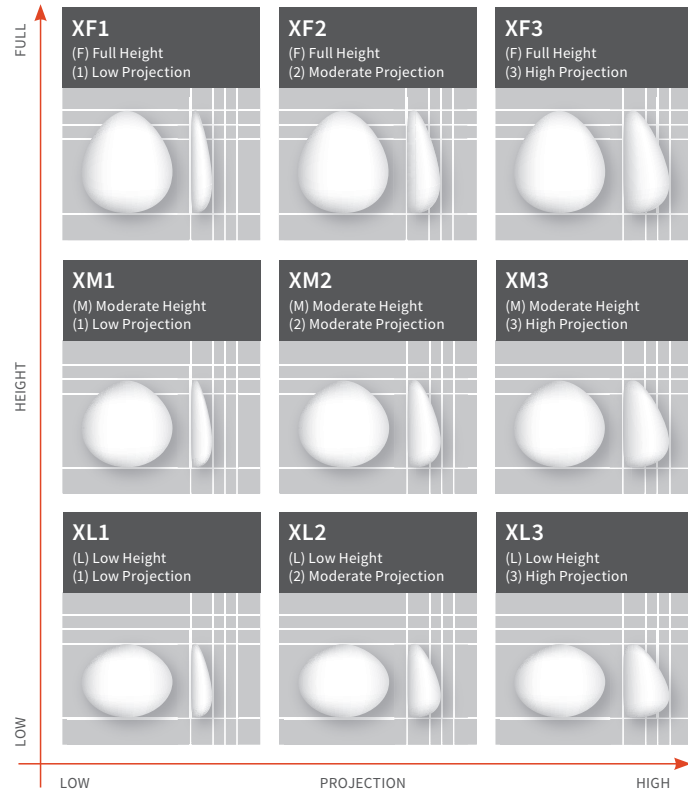 FULL
XF1
(F) Full Height
(1) Low Projection
XF2
(F) Full Height
(2) Moderate Projection
XF3
(F) Full Height
(3) High Projection
HEIGHT
XM1
(M) Moderate Height
(1) Low Projection
XM2
(M) Moderate Height
(2) Moderate Projection
XM3
(M) Moderate Height
(3) High Projection
XL1
(L) Low Height
(1) Low Projection
XL2
(L) Low Height
(2) Moderate Projection
XL3
(L) Low Height
(3) High Projection
LOW
LOW
PROJECTION
HIGH